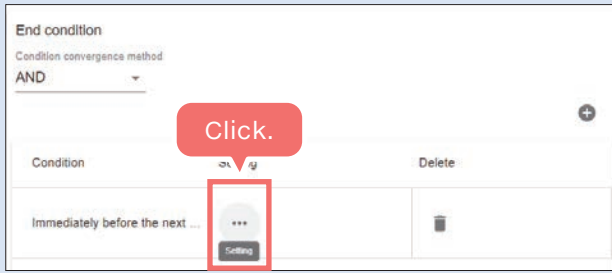 End condition
Condition convergence method
AND
Click.
Condition Delete
Immediately before the next ...
Setting